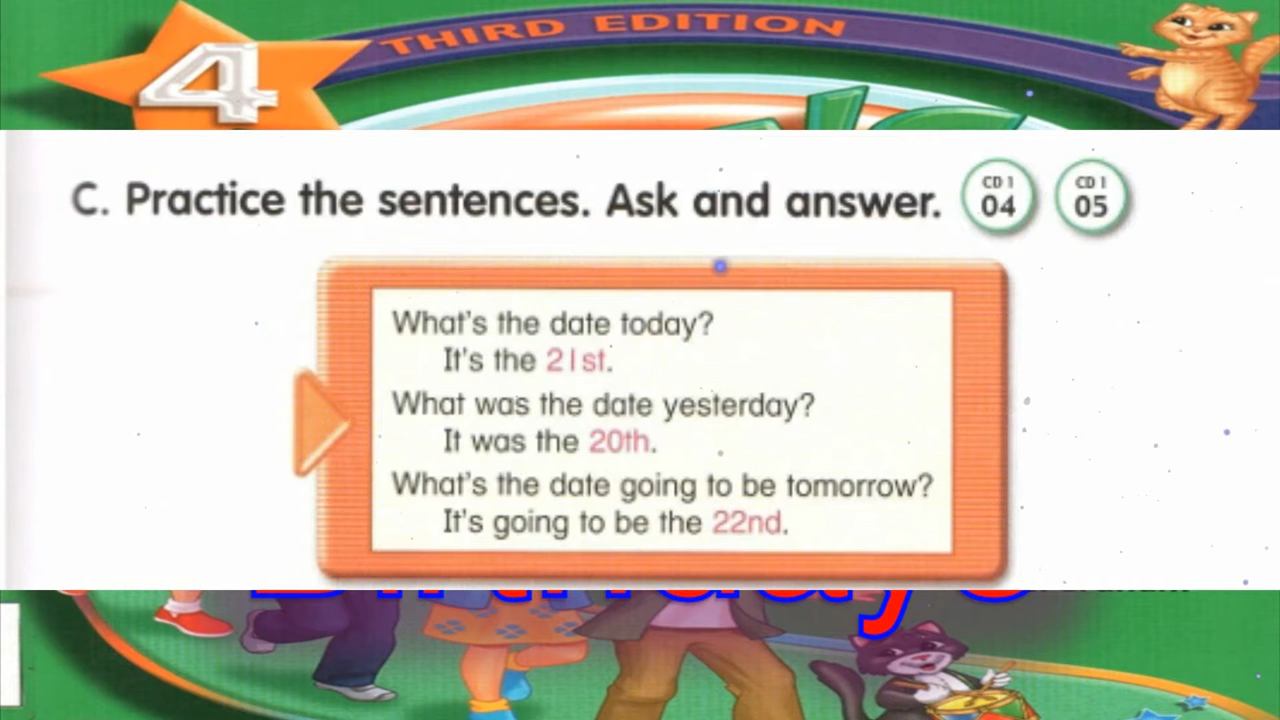 4
THIRD EDITION
C. Practice the sentences. Ask and answer.
CD 1
04
CD 1
05
What's the date today?
It's the 21st.
What was the date yesterday?
It was the 20th.
What's the date going to be tomorrow?
It's going to be the 22nd.